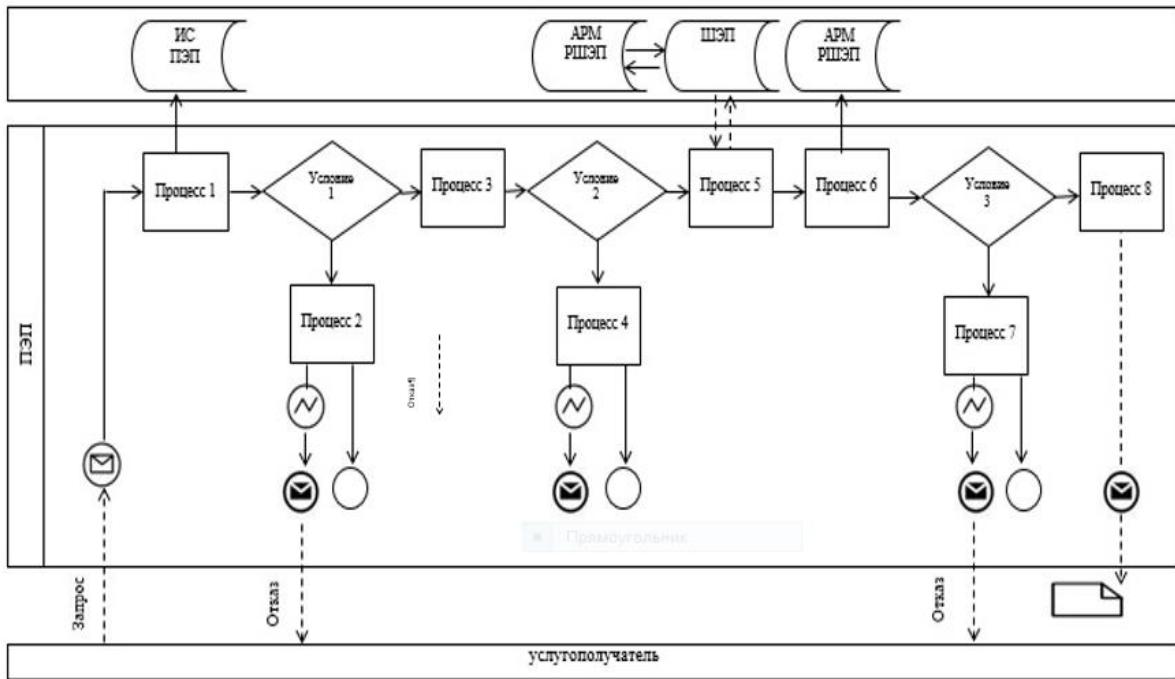 ИС
ПЭП
АРМ
РШЭП
ШЭП
АРМ
РШЭП
ПЭП
Процесс 1
Условие
1
Процесс 3
Условие
2
Процесс 5
Процесс 6
Условие
3
Процесс 8
Процесс 2
Процесс 4
Процесс 7
Отказ¶
Прямоугольник
Запрос
Отказ
Отказ
услугополучатель